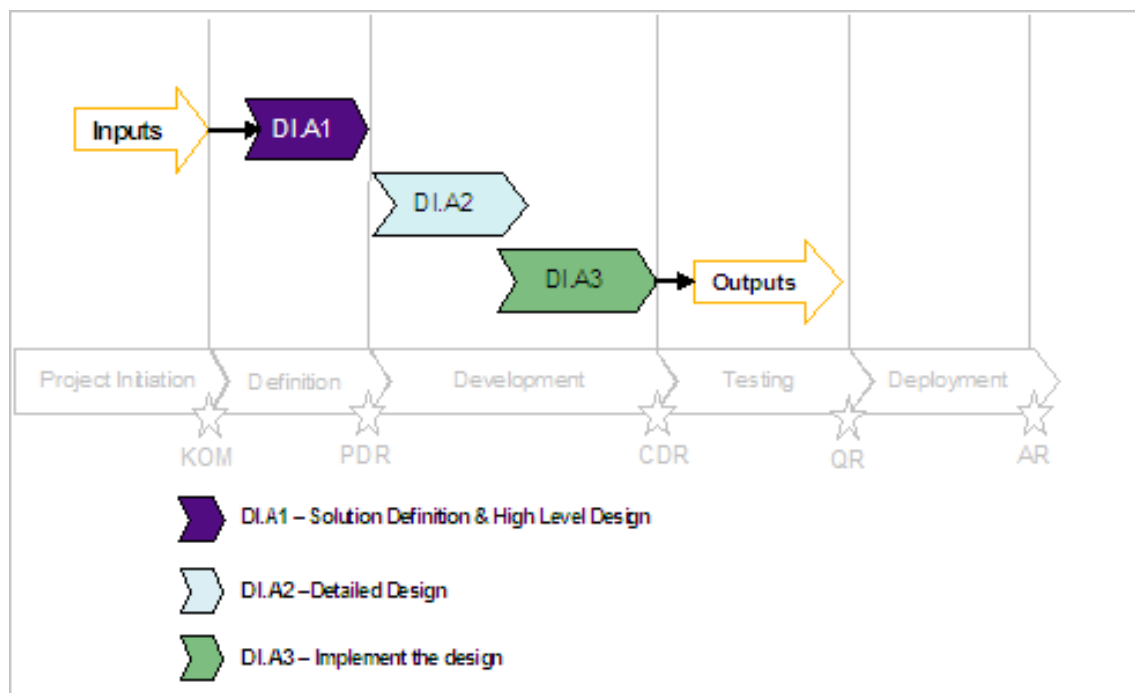 Inputs
DI.A1
DI.A2
DI.A3
Outputs
Project Initiation
Definition
Development
Testing
Deployment
KOM
PDR
CDR
QR
AR
DI.A1 – Solution Definition & High Level Design
DI.A2 –Detailed Design
DI.A3 – Implement the design